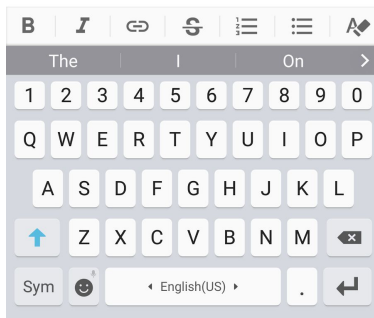 B I S
The I On
1 2 3 4 5 6 7 8 9 0
Q W E R T Y U I O P
A S D F G H J K L
Z X C V B N M
Sym English(US) .